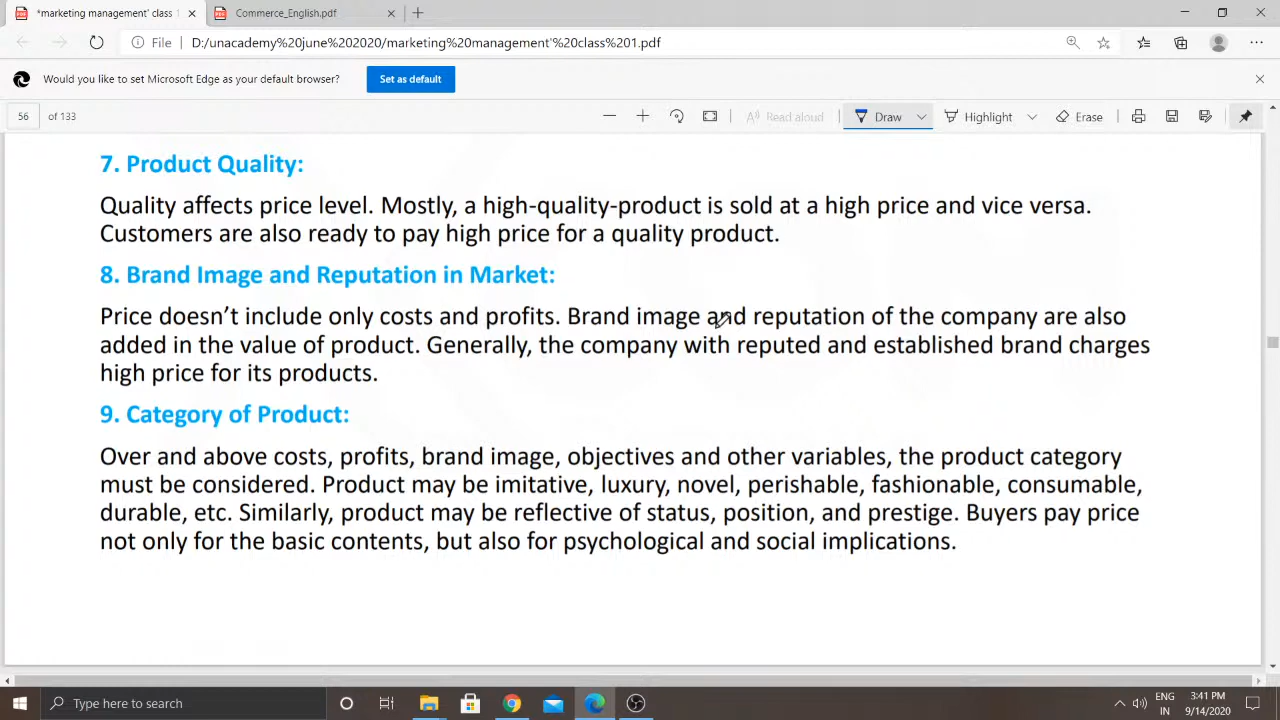 *marketing management' class 1
Commerce_English.pdf
File
D:/unacademy%20june%202020/marketing%20management'%20class%201.pdf
Would you like to set Microsoft Edge as your default browser?
Set as default
56 of 133
Read aloud
Draw
Highlight
Erase
7. Product Quality:
Quality affects price level. Mostly, a high-quality-product is sold at a high price and vice versa.
Customers are also ready to pay high price for a quality product.
8. Brand Image and Reputation in Market:
Price doesn't include only costs and profits. Brand image and reputation of the company are also
added in the value of product. Generally, the company with reputed and established brand charges
high price for its products.
9. Category of Product:
Over and above costs, profits, brand image, objectives and other variables, the product category
must be considered. Product may be imitative, luxury, novel, perishable, fashionable, consumable,
durable, etc. Similarly, product may be reflective of status, position, and prestige. Buyers pay price
not only for the basic contents, but also for psychological and social implications.
Type here to search
ENG
IN
3:41 PM
9/14/2020